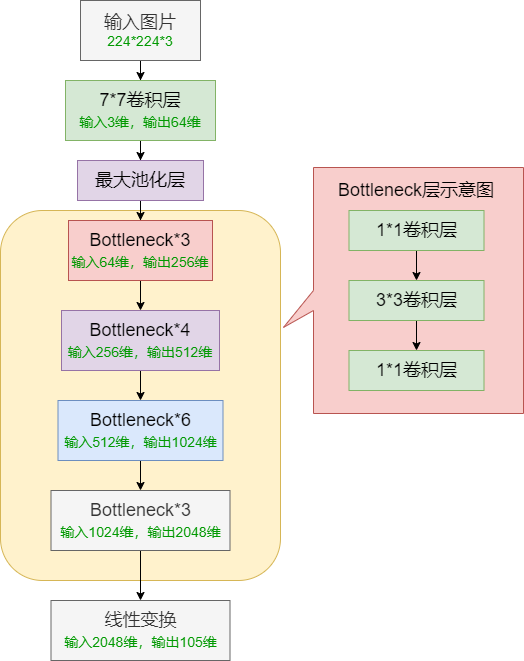 输入图片
224*224*3
7*7卷积层
输入3维，输出64维
最大池化层
Bottleneck*3
输入64维，输出256维
Bottleneck*4
输入256维，输出512维
Bottleneck*6
输入512维，输出1024维
Bottleneck*3
输入1024维，输出2048维
线性变换
输入2048维，输出105维
Bottleneck层示意图
1*1卷积层
3*3卷积层
1*1卷积层